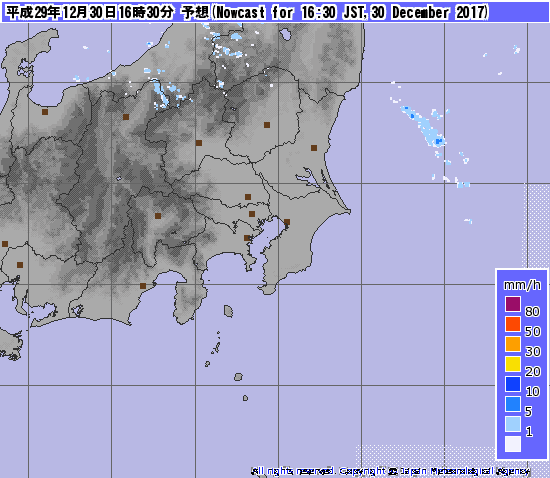 平成29年12月30日16時30分 予想(Nowcast for 16:30 JST,30 December 2017)
mm/h
80
50
30
20
10
5
1
All rights reserved. Copyright © Japan Meteorological Agency